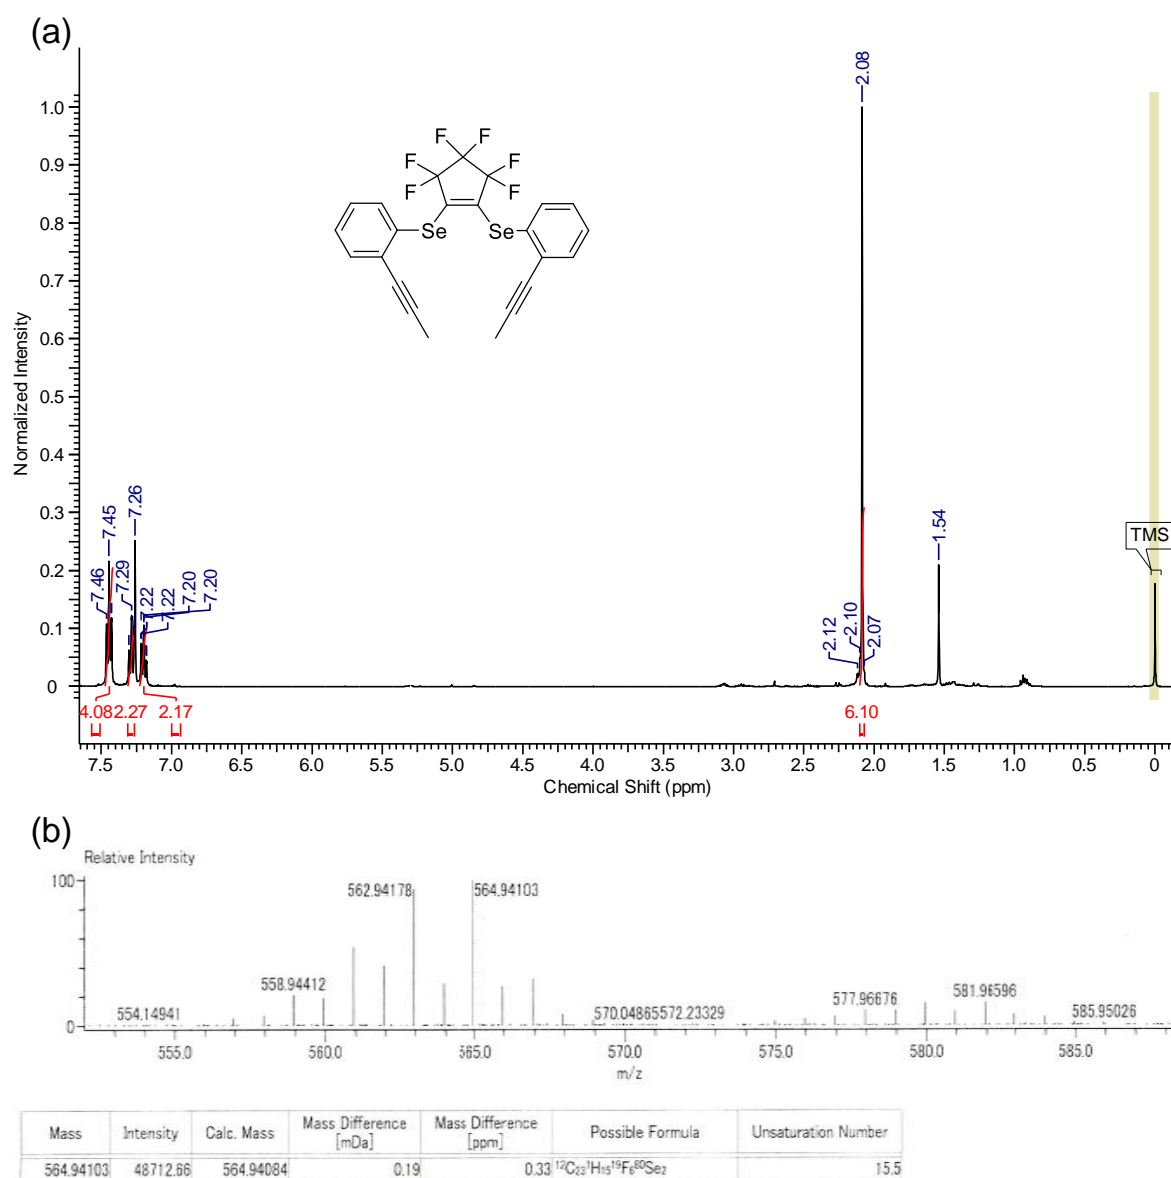 (a)
2.08
1.0
0.9
0.8
0.7
0.6
0.5
0.4
0.3
0.2
0.1
0
Normalized Intensity
F F
F F
F F
Se Se
7.46
7.45
7.29
7.26
7.22
7.22
7.20
7.20
2.12
2.10
2.07
1.54
TMS
4.08 2.27 2.17 6.10
7.5 7.0 6.5 6.0 5.5 5.0 4.5 4.0 3.5 3.0 2.5 2.0 1.5 1.0 0.5 0
Chemical Shift (ppm)
(b)
Relative Intensity
100
562.94178 564.94103
558.94412 577.96676 581.96596
554.14941 570.04865572.23329 585.95026
0
555.0 560.0 565.0 570.0 575.0 580.0 585.0
m/z
Mass Intensity Calc. Mass Mass Difference [mDa] Mass Difference [ppm] Possible Formula Unsaturation Number
564.94103 48712.66 564.94084 0.19 0.33 ¹²C₂₃¹H₁₅¹⁹F₆⁸⁰Se₂ 15.5